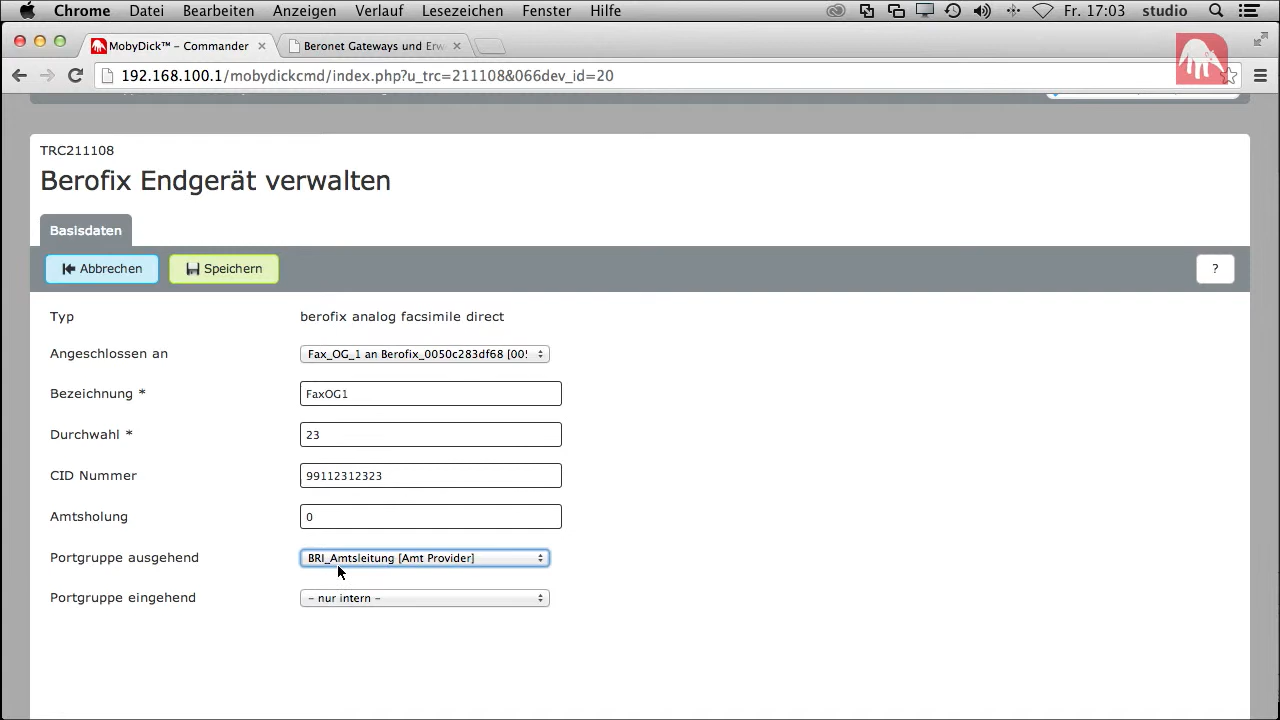 Chrome Datei Bearbeiten Anzeigen Verlauf Lesezeichen Fenster Hilfe Fr. 17:03 studio
MobyDick™ – Commander Beronet Gateways und Erw
192.168.100.1/mobydickcmd/index.php?u_trc=211108&066dev_id=20
TRC211108
Berofix Endgerät verwalten
Basisdaten
Abbrechen Speichern ?
Typ berofix analog facsimile direct
Angeschlossen an Fax_OG_1 an Berofix_0050c283df68 [00!
Bezeichnung * FaxOG1
Durchwahl * 23
CID Nummer 99112312323
Amtsholung 0
Portgruppe ausgehend BRI_Amtsleitung [Amt Provider]
Portgruppe eingehend – nur intern –